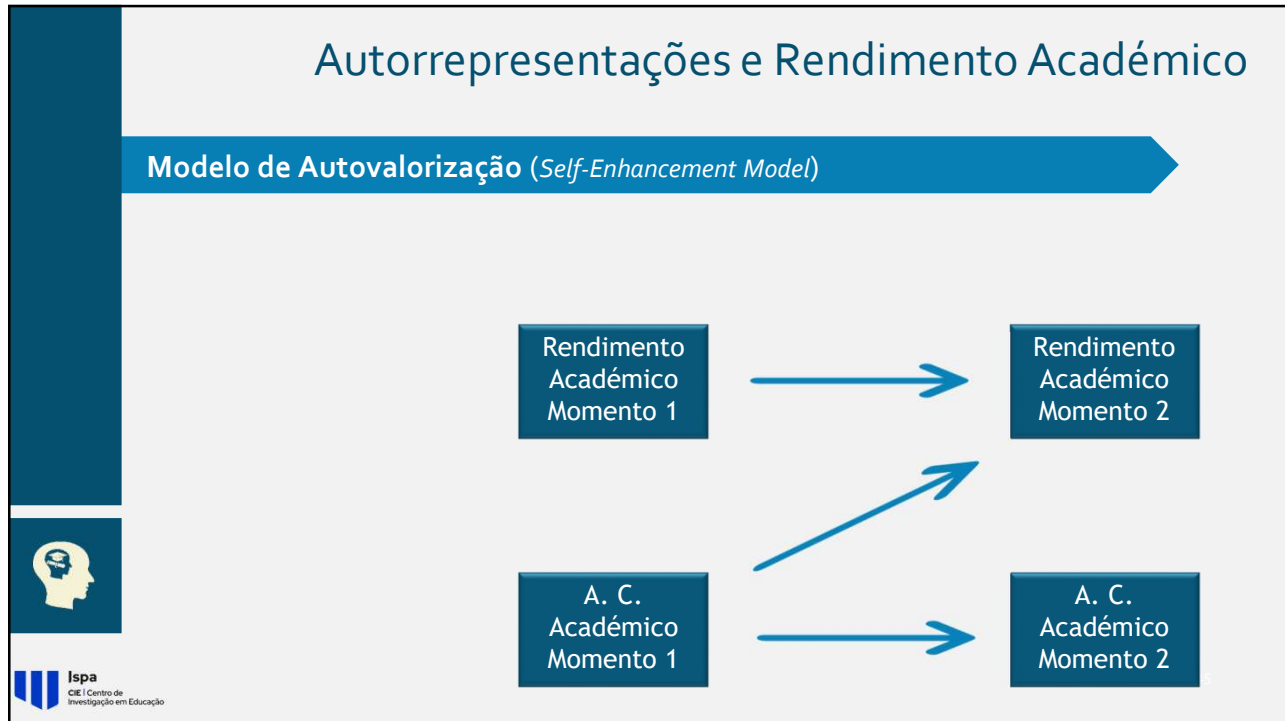 Autorrepresentações e Rendimento Académico
Modelo de Autovalorização (Self-Enhancement Model)
Rendimento
Académico
Momento 1
Rendimento
Académico
Momento 2
A. C.
Académico
Momento 1
A. C.
Académico
Momento 2
5
Ispa
CIE | Centro de
Investigação em Educação